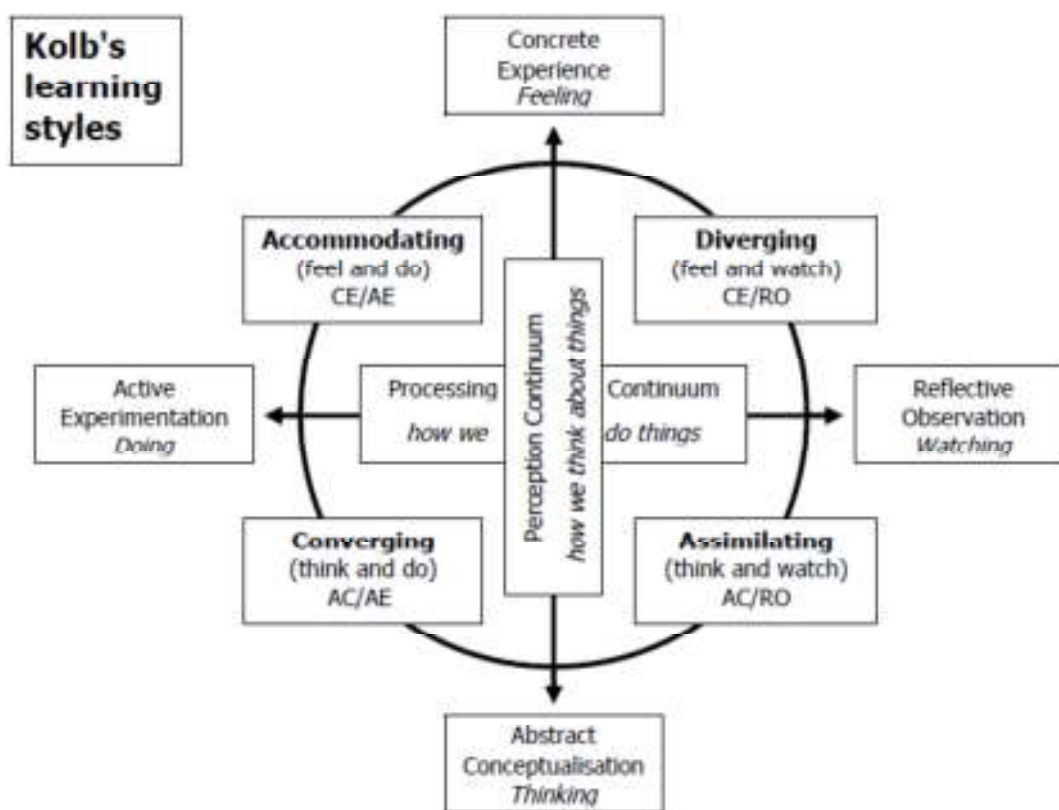 Kolb's
learning
styles
Concrete
Experience
Feeling
Accommodating
(feel and do)
CE/AE
Diverging
(feel and watch)
CE/RO
Perception Continuum
how we think about things
Active
Experimentation
Doing
Processing Continuum
how we do things
Reflective
Observation
Watching
Converging
(think and do)
AC/AE
Assimilating
(think and watch)
AC/RO
Abstract
Conceptualisation
Thinking